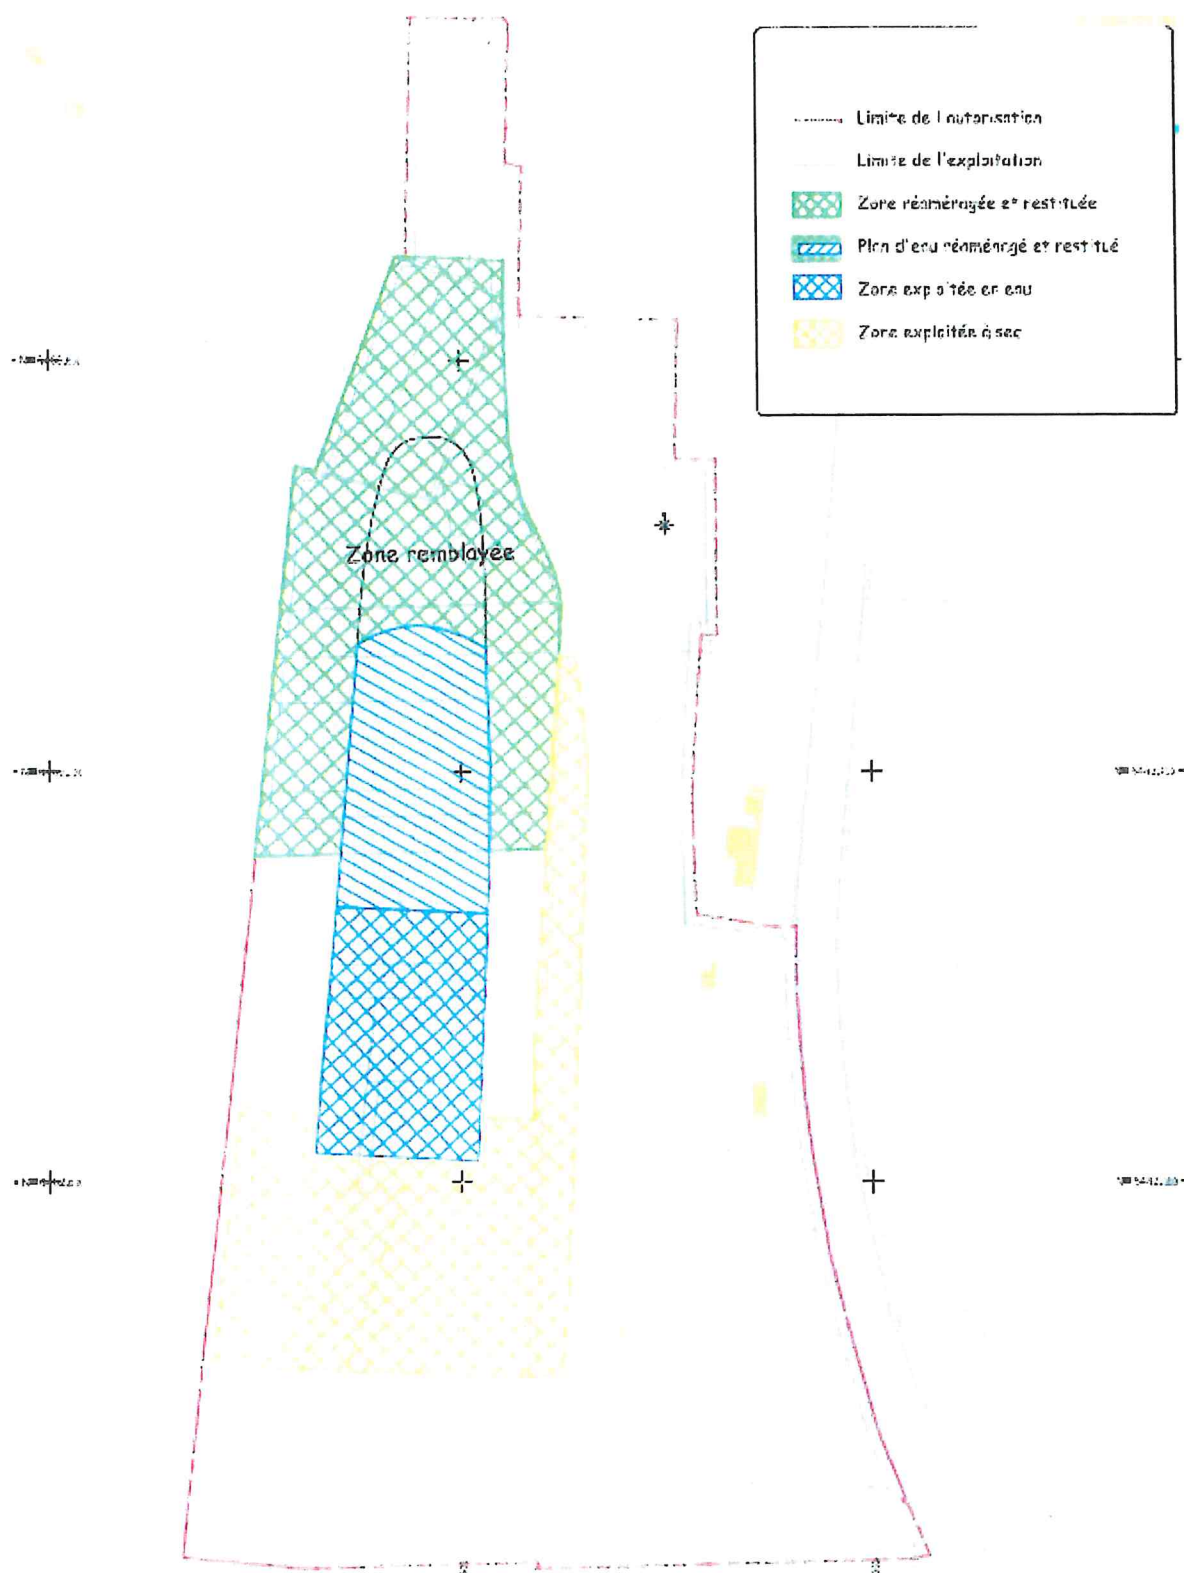 Limite de l'autorisation
Limite de l'exploitation
Zone réaménagée et restituée
Plan d'eau réaménagé et restitué
Zone exploitée en eau
Zone exploitée à sec
Zone remblayée